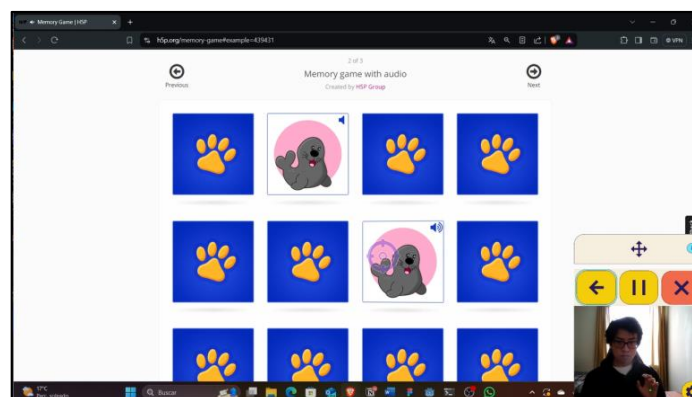 Memory Game | H5P
h5p.org/memory-game#example=439431
VPN
2 of 3
Previous
Memory game with audio
Next
Created by H5P Group
17°C
Buscar